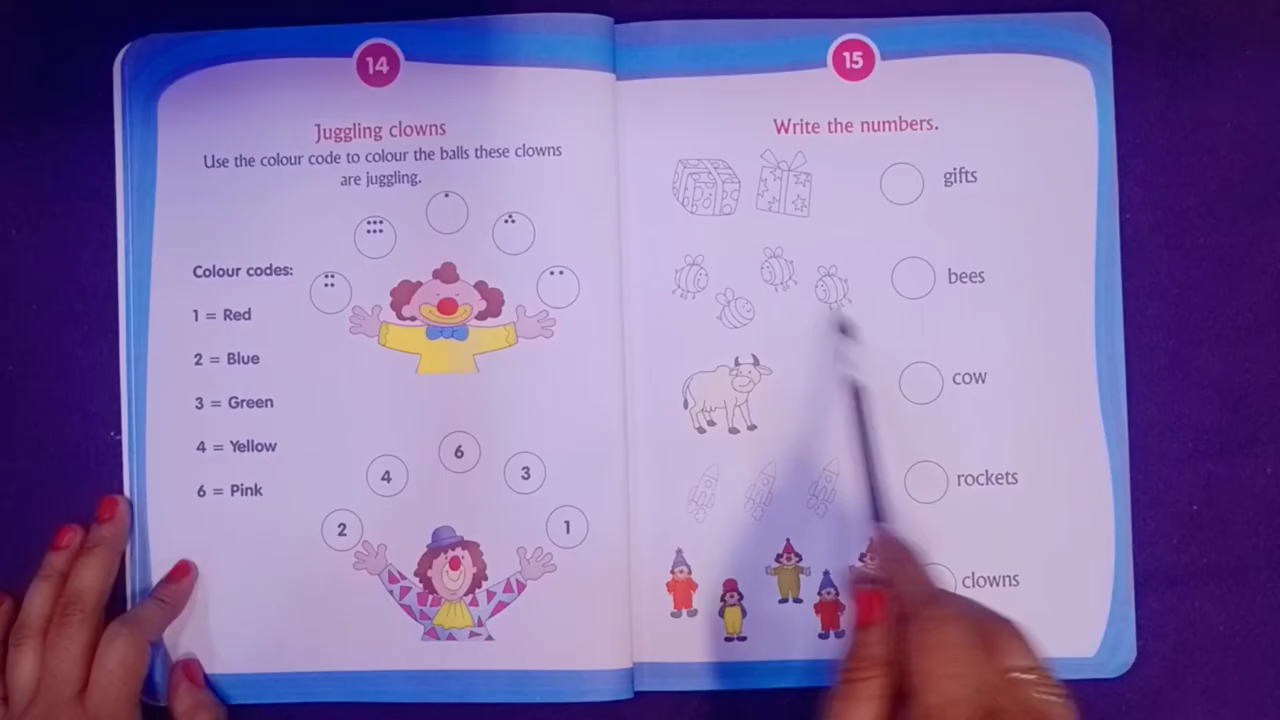 14
Juggling clowns
Use the colour code to colour the balls these clowns
are juggling.
Colour codes:
1 = Red
2 = Blue
3 = Green
4 = Yellow
6 = Pink
6
4
3
2
1
15
Write the numbers.
gifts
bees
cow
rockets
clowns